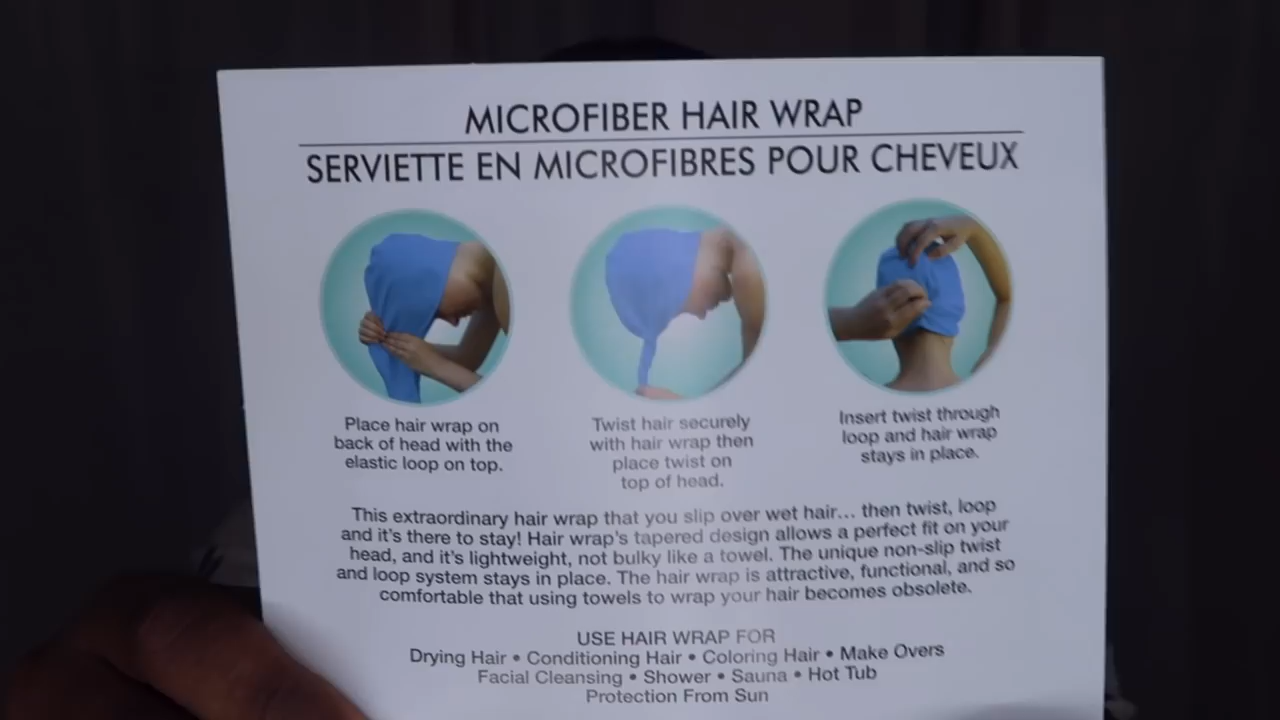 MICROFIBER HAIR WRAP
SERVIETTE EN MICROFIBRES POUR CHEVEUX
Place hair wrap on
back of head with the
elastic loop on top.
Twist hair securely
with hair wrap then
place twist on
top of head.
Insert twist through
loop and hair wrap
stays in place.
This extraordinary hair wrap that you slip over wet hair... then twist, loop
and it's there to stay! Hair wrap's tapered design allows a perfect fit on your
head, and it's lightweight, not bulky like a towel. The unique non-slip twist
and loop system stays in place. The hair wrap is attractive, functional, and so
comfortable that using towels to wrap your hair becomes obsolete.
USE HAIR WRAP FOR
Drying Hair • Conditioning Hair • Coloring Hair • Make Overs
Facial Cleansing • Shower • Sauna • Hot Tub
Protection From Sun